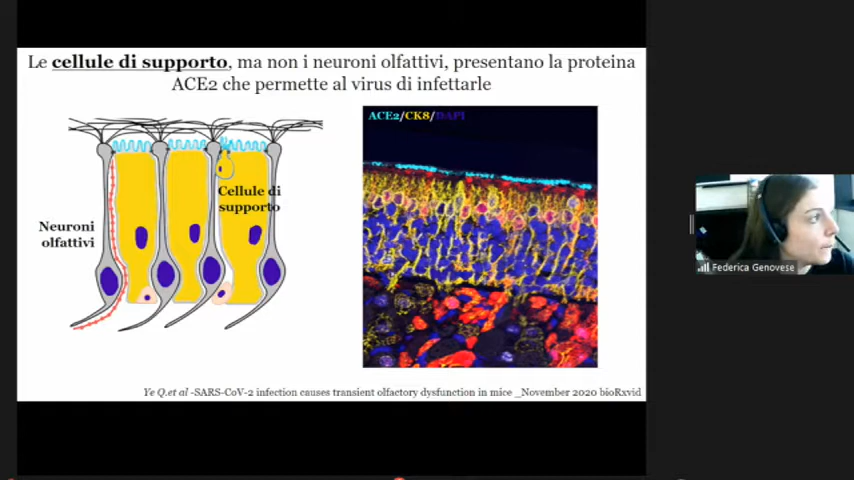 Le cellule di supporto, ma non i neuroni olfattivi, presentano la proteina
ACE2 che permette al virus di infettarle
ACE2/CK8/DAPI
Cellule di
supporto
Neuroni
olfattivi
Federica Genovese
Ye Q.et al -SARS-CoV-2 infection causes transient olfactory dysfunction in mice _November 2020 bioRxvid